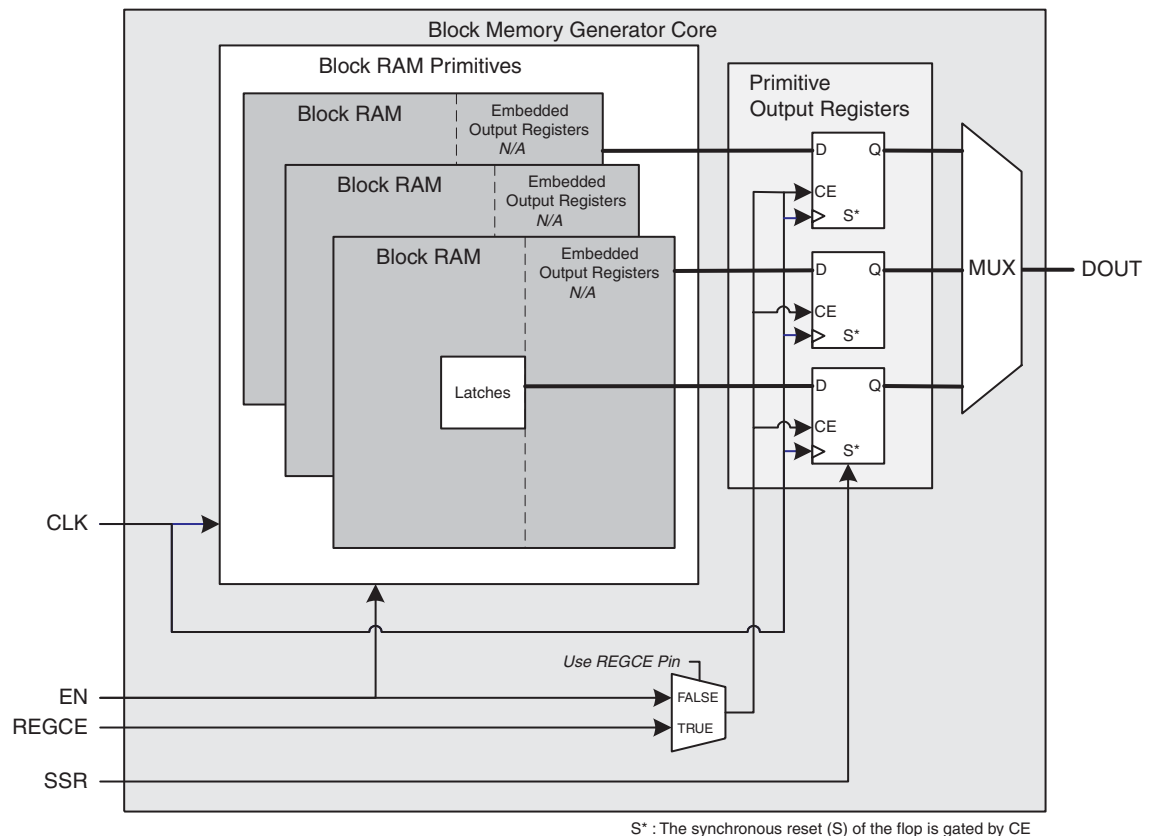 Block Memory Generator Core
Block RAM Primitives
Block RAM
Embedded
Output Registers
N/A
Block RAM
Embedded
Output Registers
N/A
Block RAM
Embedded
Output Registers
N/A
Latches
Primitive
Output Registers
D Q
CE
S*
D Q
CE
S*
D Q
CE
S*
MUX
DOUT
CLK
Use REGCE Pin
EN
FALSE
REGCE
TRUE
SSR
S* : The synchronous reset (S) of the flop is gated by CE